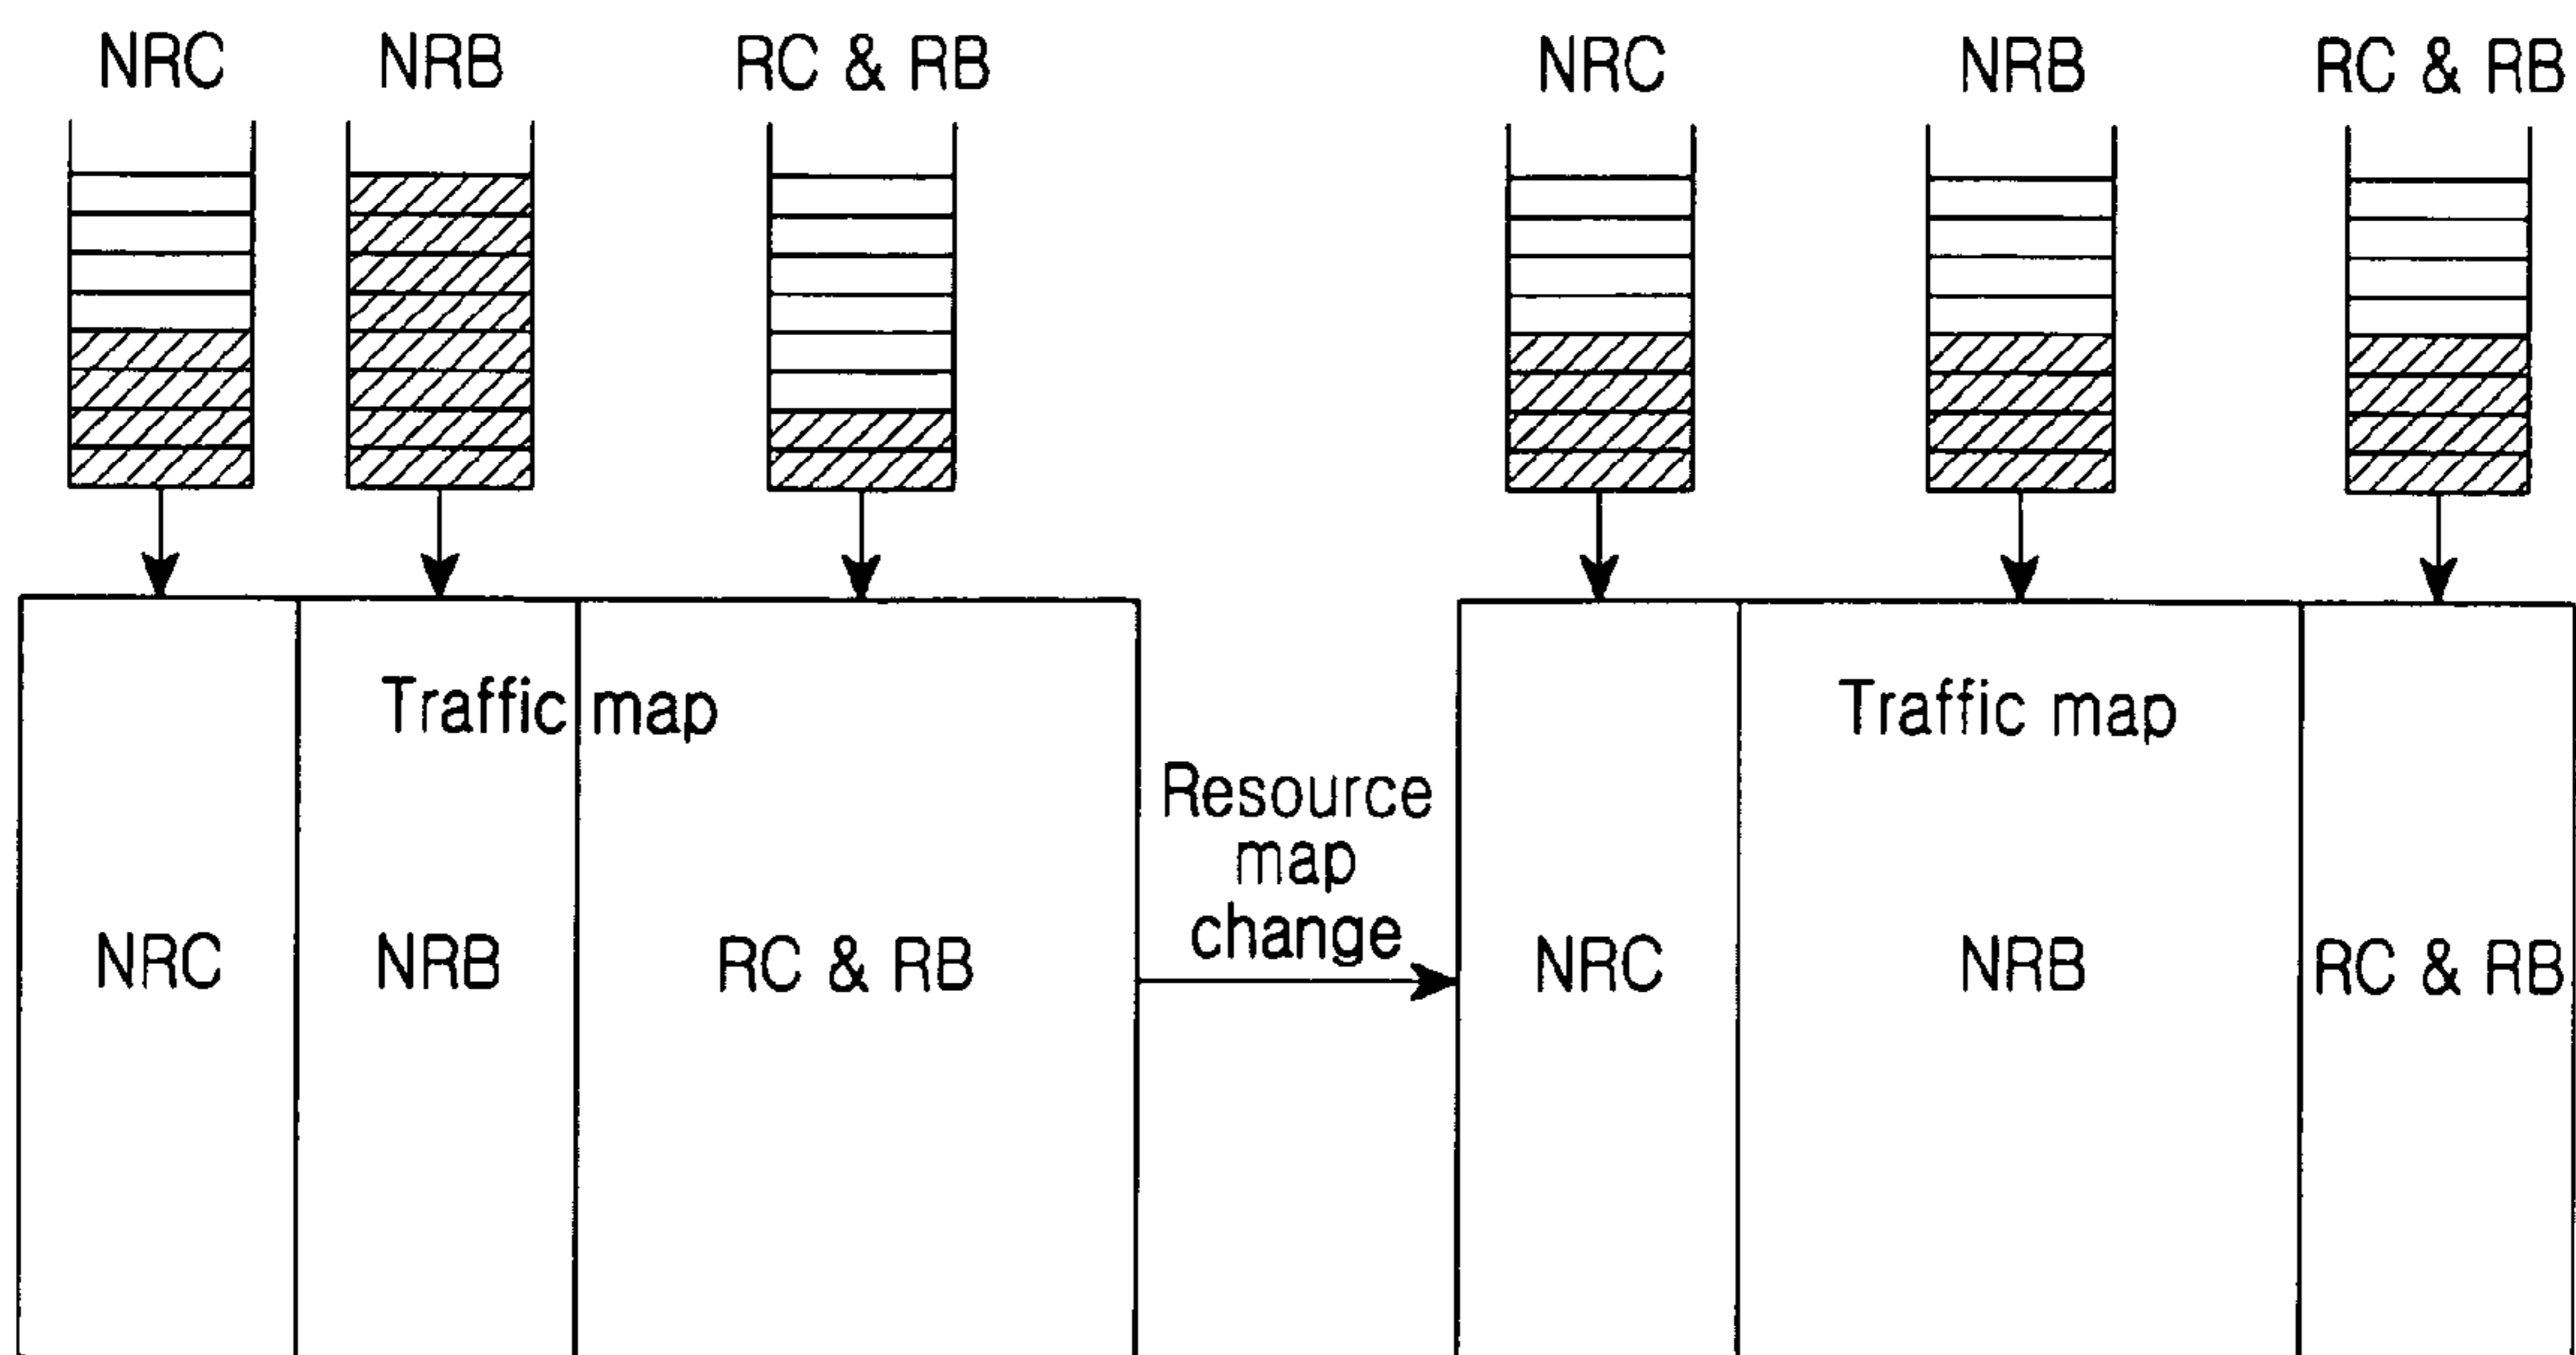 NRC NRB RC & RB NRC NRB RC & RB
Traffic map Traffic map
Resource
map
change
NRC NRB RC & RB NRC NRB RC & RB